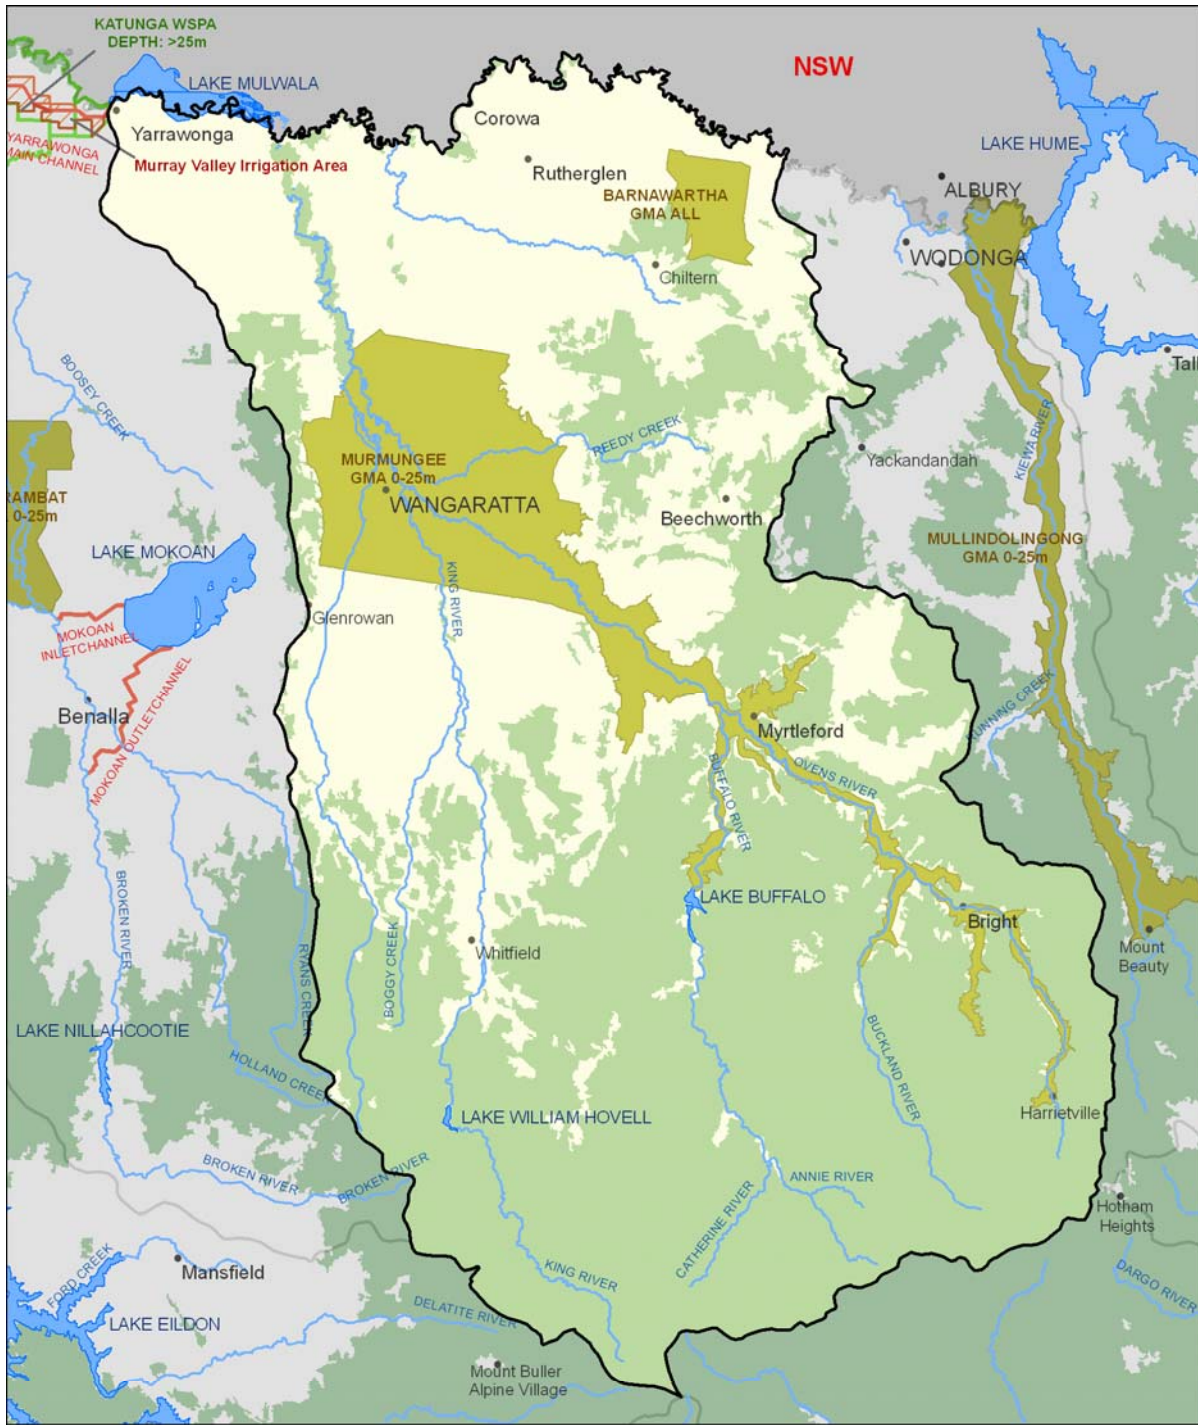 KATUNGA WSPA
DEPTH: >25m
NSW
LAKE MULWALA
Corowa
Yarrawonga
LAKE HUME
YARRAWONGA
MAIN CHANNEL
Murray Valley Irrigation Area
Rutherglen
ALBURY
BARNAWARTHA
GMA ALL
WODONGA
Chiltern
Tall
BOOSEY CREEK
REEDY CREEK
KIEWA RIVER
MURMUNGEE
GMA 0-25m
Yackandandah
RAMBAT
0-25m
WANGARATTA
Beechworth
LAKE MOKOAN
MULLINDOLINGONG
GMA 0-25m
KING RIVER
Glenrowan
MOKOAN
INLETCHANNEL
Benalla
MOKOAN OUTLETCHANNEL
Myrtleford
RUNNING CREEK
OVENS RIVER
BUFFALO RIVER
LAKE BUFFALO
BROKEN RIVER
Bright
Whitfield
Mount
Beauty
BOGGY CREEK
RYANS CREEK
LAKE NILLAHCOOTIE
BUCKLAND RIVER
HOLLAND CREEK
LAKE WILLIAM HOVELL
Harrietville
BROKEN RIVER
BROKEN RIVER
ANNIE RIVER
CATHERINE RIVER
Hotham
Heights
FORD CREEK
Mansfield
KING RIVER
DARGO RIVER
DELATITE RIVER
LAKE EILDON
Mount Buller
Alpine Village